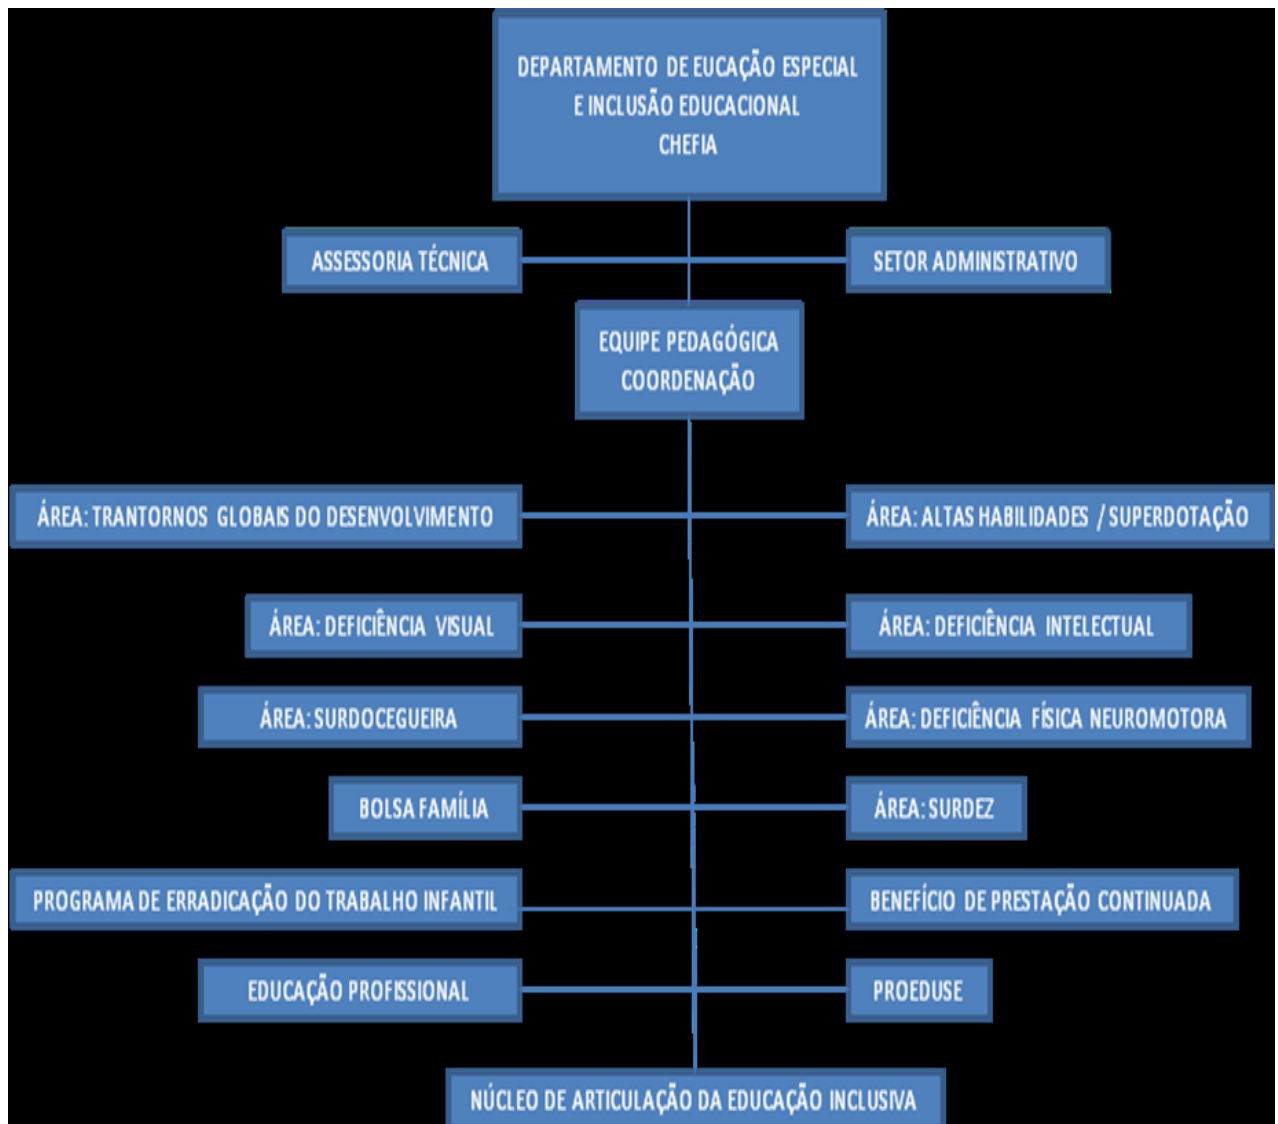 DEPARTAMENTO DE EUCAÇÃO ESPECIAL
E INCLUSÃO EDUCACIONAL
CHEFIA
ASSESSORIA TÉCNICA
SETOR ADMINISTRATIVO
EQUIPE PEDAGÓGICA
COORDENAÇÃO
ÁREA: TRANTORNOS GLOBAIS DO DESENVOLVIMENTO
ÁREA: ALTAS HABILIDADES / SUPERDOTAÇÃO
ÁREA: DEFICIÊNCIA VISUAL
ÁREA: DEFICIÊNCIA INTELECTUAL
ÁREA: SURDOCEGUEIRA
ÁREA: DEFICIÊNCIA FÍSICA NEUROMOTORA
BOLSA FAMÍLIA
ÁREA: SURDEZ
PROGRAMA DE ERRADICAÇÃO DO TRABALHO INFANTIL
BENEFÍCIO DE PRESTAÇÃO CONTINUADA
EDUCAÇÃO PROFISSIONAL
PROEDUSE
NÚCLEO DE ARTICULAÇÃO DA EDUCAÇÃO INCLUSIVA